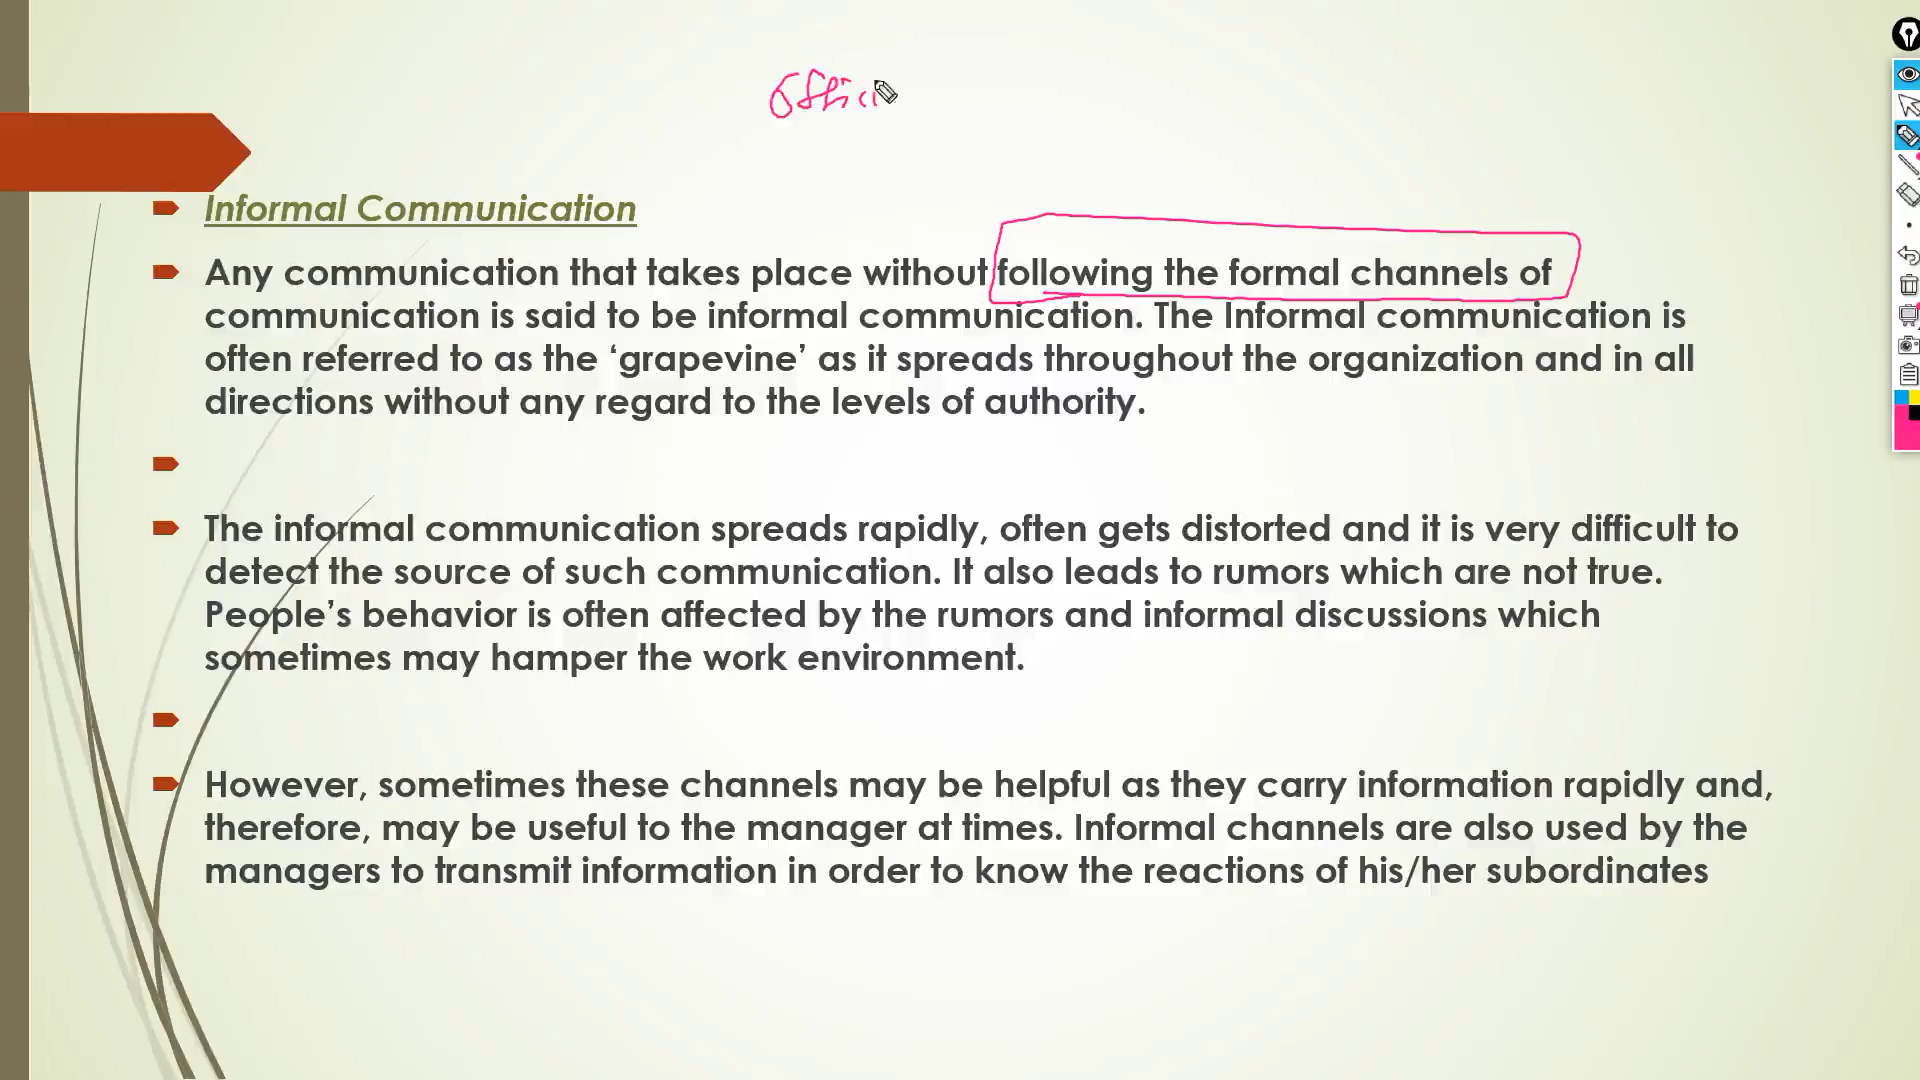 offici
Informal Communication
Any communication that takes place without following the formal channels of
communication is said to be informal communication. The Informal communication is
often referred to as the ‘grapevine’ as it spreads throughout the organization and in all
directions without any regard to the levels of authority.
The informal communication spreads rapidly, often gets distorted and it is very difficult to
detect the source of such communication. It also leads to rumors which are not true.
People’s behavior is often affected by the rumors and informal discussions which
sometimes may hamper the work environment.
However, sometimes these channels may be helpful as they carry information rapidly and,
therefore, may be useful to the manager at times. Informal channels are also used by the
managers to transmit information in order to know the reactions of his/her subordinates